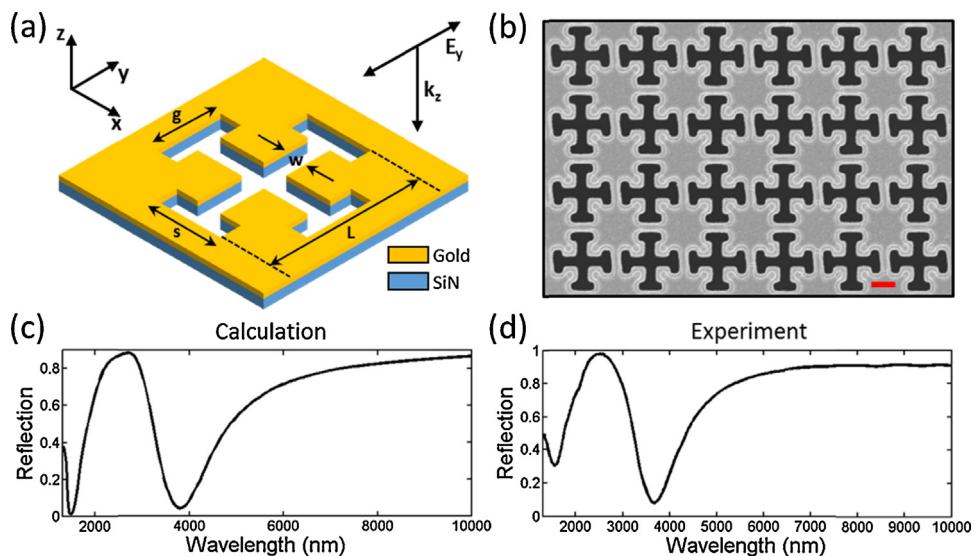 (a)
z
y
x
g
w
s
L
E_y
k_z
Gold
SiN
(b)
(c)
Calculation
Reflection
0.8
0.6
0.4
0.2
0
2000 4000 6000 8000 10000
Wavelength (nm)
(d)
Experiment
Reflection
1
0.8
0.6
0.4
0.2
0
2000 3000 4000 5000 6000 7000 8000 9000 10000
Wavelength (nm)